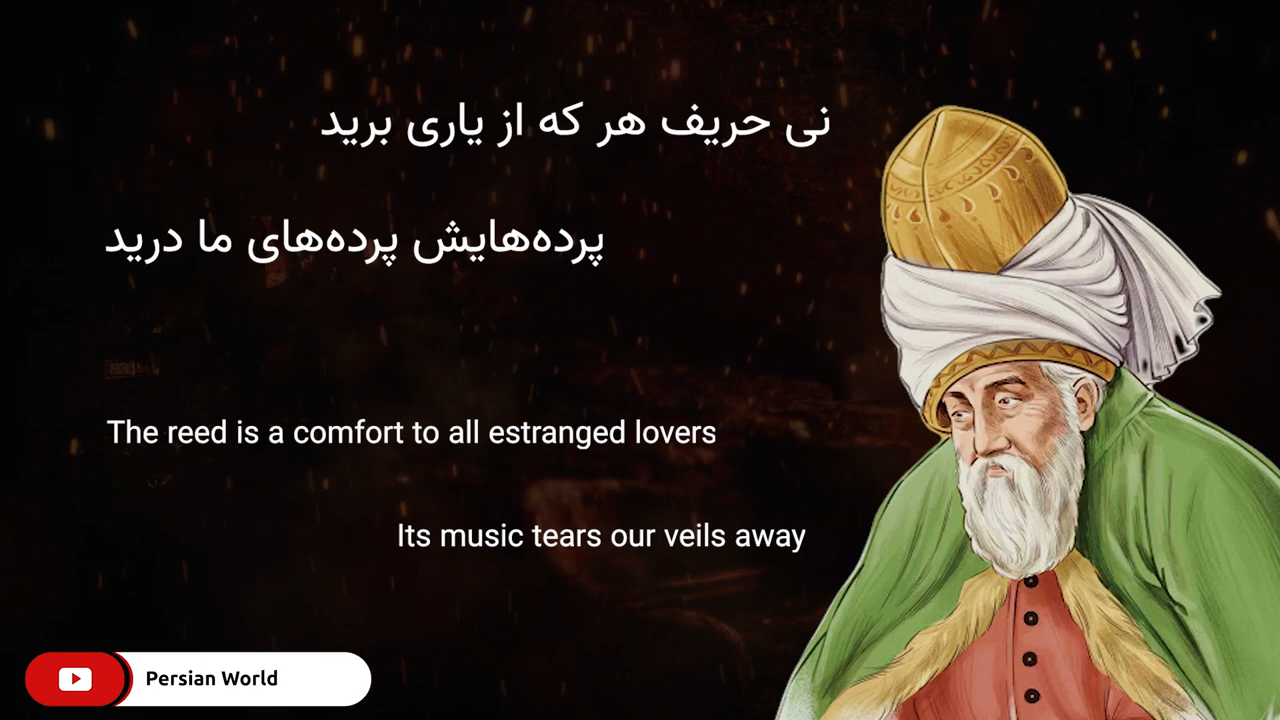 نی حریف هر که از یاری برید
پرده‌هایش پرده‌های ما درید
The reed is a comfort to all estranged lovers
Its music tears our veils away
Persian World